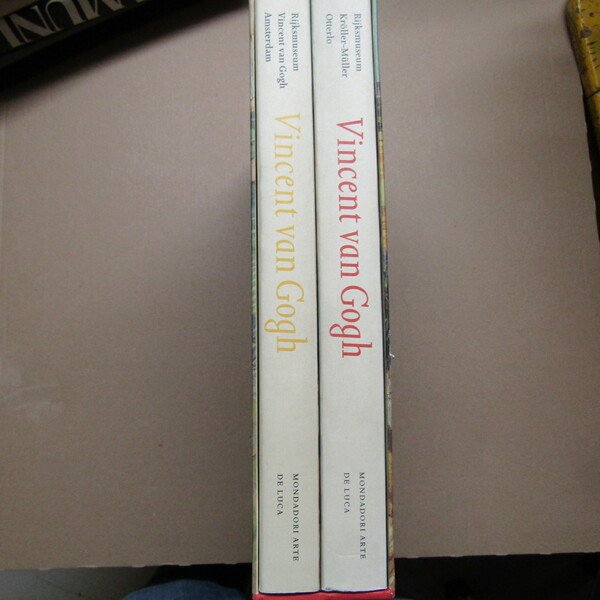 Rijksmuseum
Vincent van Gogh
Amsterdam
Vincent van Gogh
MONDADORI ARTE
DE LUCA
Rijksmuseum
Kröller-Müller
Otterlo
Vincent van Gogh
MONDADORI ARTE
DE LUCA
MUNI